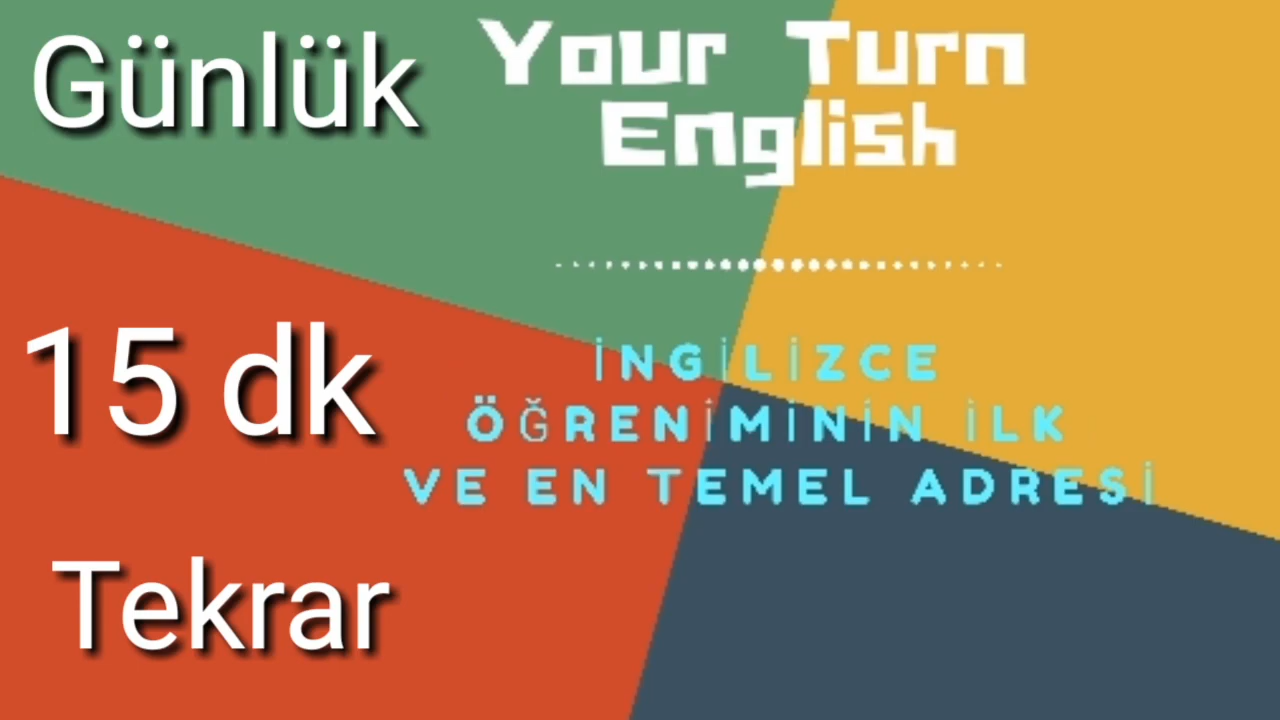 Günlük
15 dk
Tekrar
Your Turn
English
İNGİLİZCE
ÖĞRENİMİNİN İLK
VE EN TEMEL ADRESİ